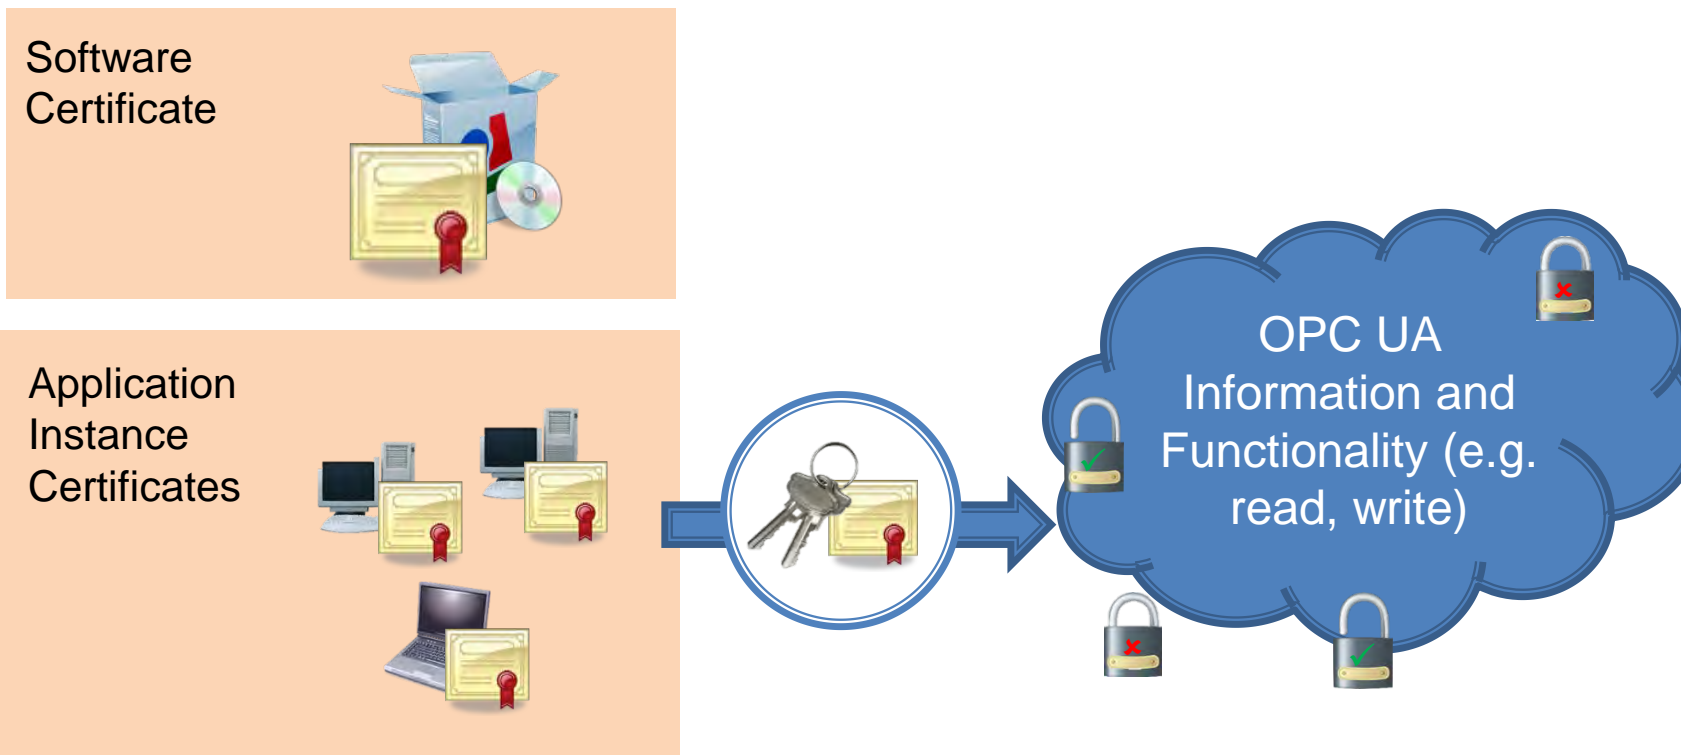 Software
Certificate
Application
Instance
Certificates
OPC UA
Information and
Functionality (e.g.
read, write)